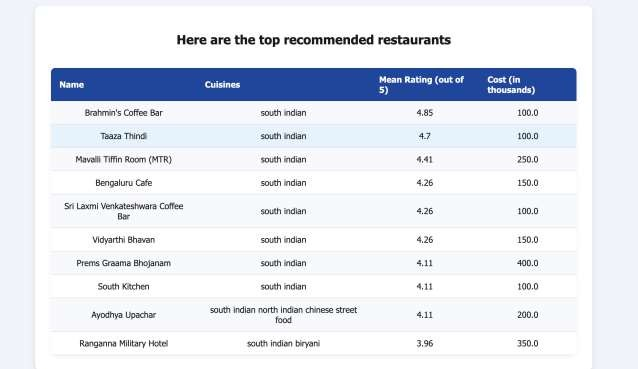 Here are the top recommended restaurants
Name Cuisines Mean Rating (out of 5) Cost (in thousands)
Brahmin's Coffee Bar south indian 4.85 100.0
Taaza Thindi south indian 4.7 100.0
Mavalli Tiffin Room (MTR) south indian 4.41 250.0
Bengaluru Cafe south indian 4.26 150.0
Sri Laxmi Venkateshwara Coffee Bar south indian 4.26 100.0
Vidyarthi Bhavan south indian 4.26 150.0
Prems Graama Bhojanam south indian 4.11 400.0
South Kitchen south indian 4.11 100.0
Ayodhya Upachar south indian north indian chinese street food 4.11 200.0
Ranganna Military Hotel south indian biryani 3.96 350.0